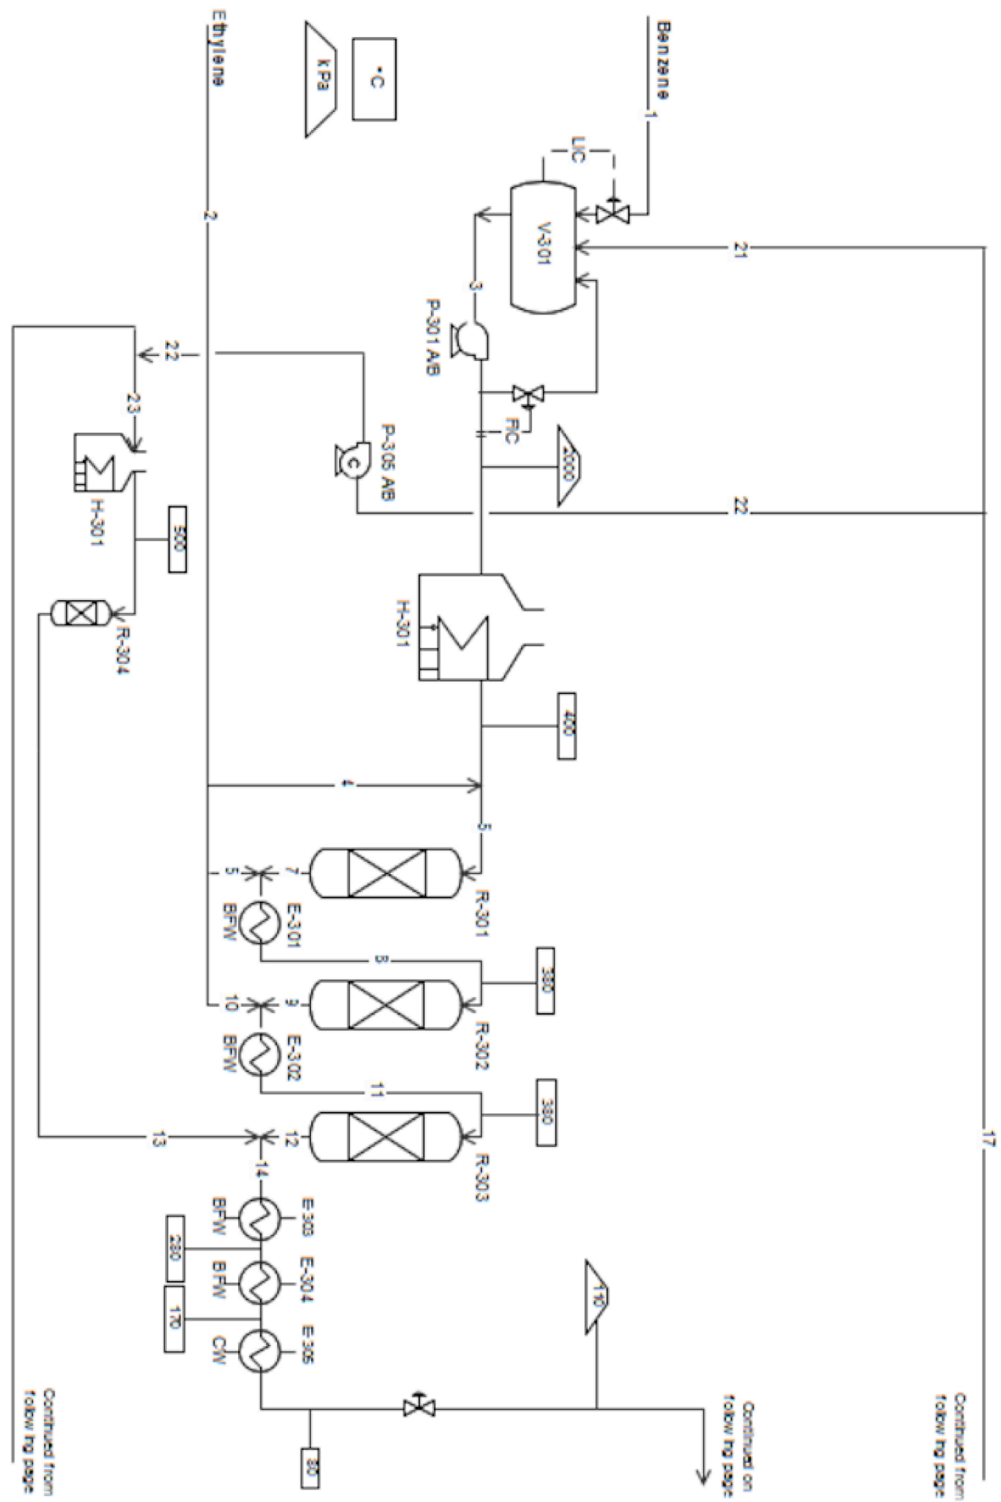 Benzene
1
LIC
V-301
21
3
P-301 A/B
FIC
2000
°C
kPa
Ethylene
2
P-305 A/B
C
22
22
23
H-301
500
R-304
H-301
400
4
5
R-301
7
5
E-301
BFW
8
380
R-302
9
10
E-302
BFW
11
380
R-303
12
13
14
E-303
BFW
280
E-304
BFW
170
E-305
CW
80
110
17
Continued from
following page
Continued on
following page
Continued from
following page